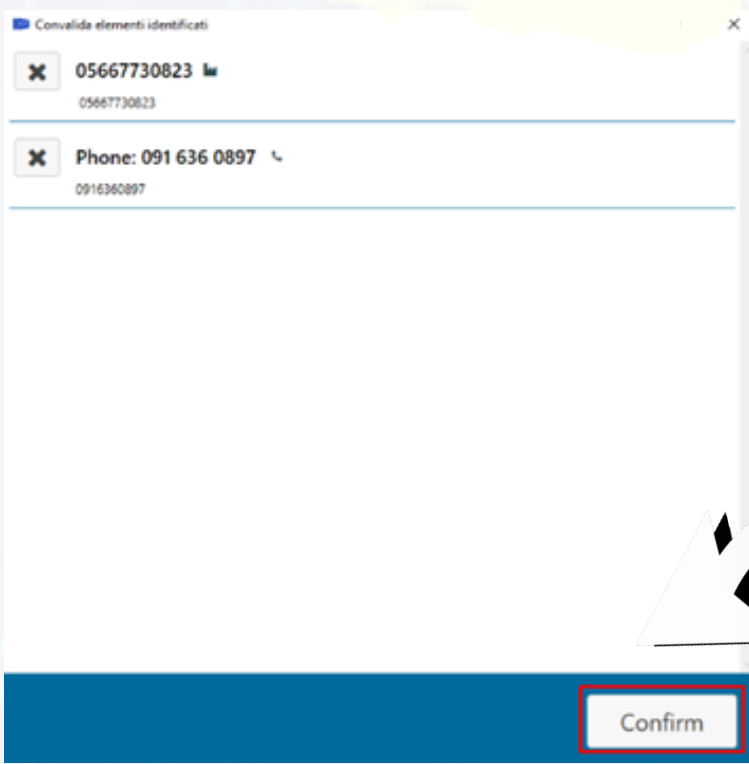 Convalida elementi identificati
05667730823
05667730823
Phone: 091 636 0897
0916360897
Confirm